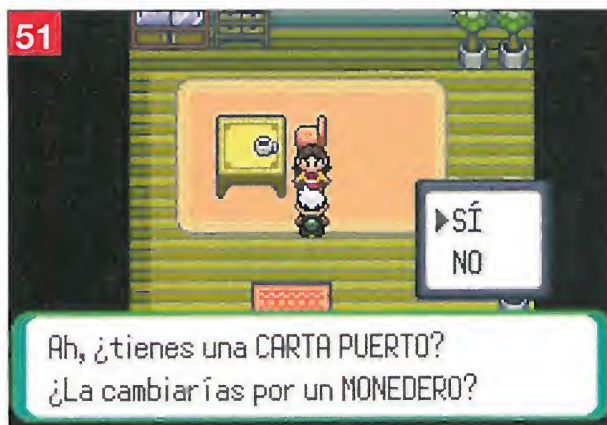 51
▶SÍ
NO
Ah, ¿tienes una CARTA PUERTO?
¿La cambiarías por un MONEDERO?